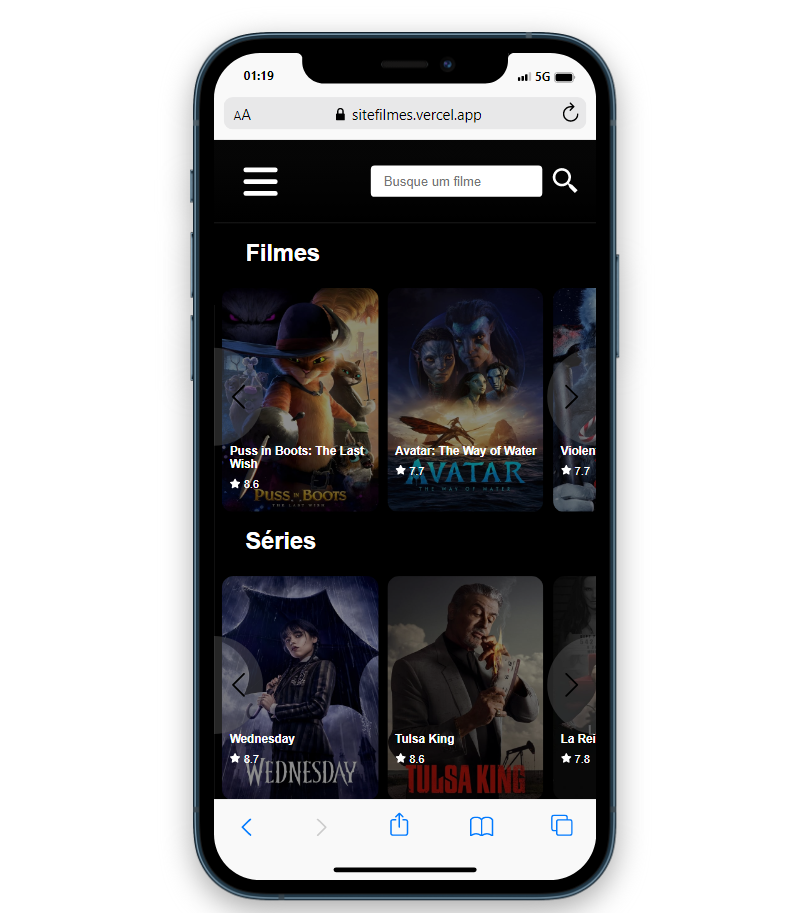 01:19
5G
AA
sitefilmes.vercel.app
Busque um filme
Filmes
Puss in Boots: The Last
Wish
8.6
PUSS IN BOOTS
THE LAST WISH
Avatar: The Way of Water
7.7
AVATAR
THE WAY OF WATER
Violen
7.7
Séries
Wednesday
8.7
WEDNESDAY
Tulsa King
8.6
TULSA KING
La Rei
7.8